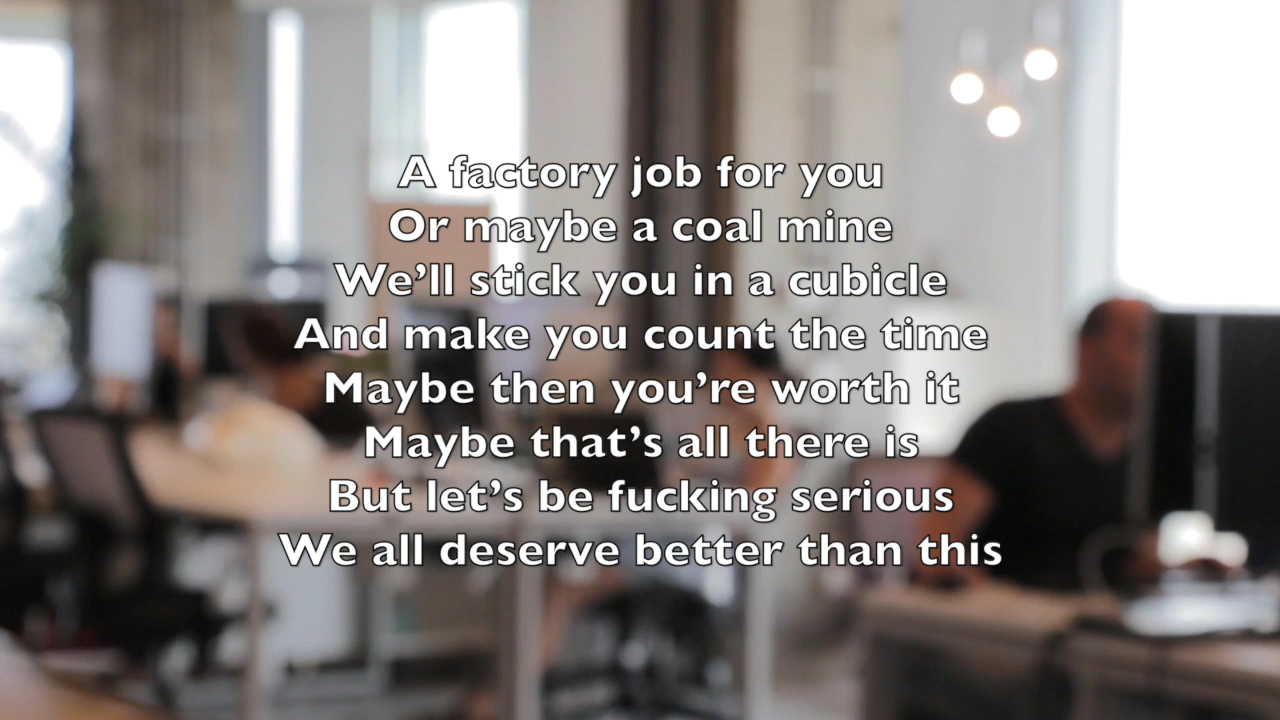 A factory job for you
Or maybe a coal mine
We’ll stick you in a cubicle
And make you count the time
Maybe then you’re worth it
Maybe that’s all there is
But let’s be fucking serious
We all deserve better than this